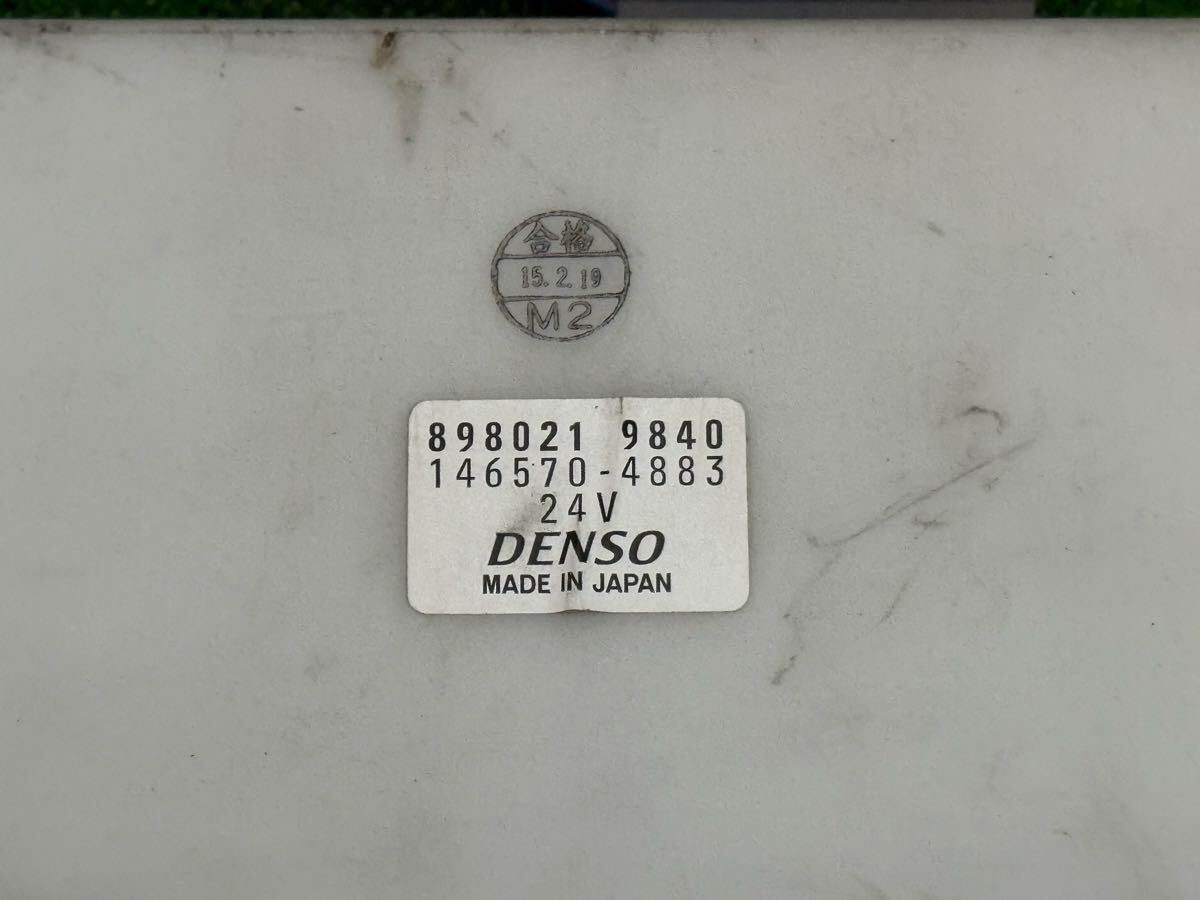 合格
15.2.19
M2
898021 9840
146570-4883
24V
DENSO
MADE IN JAPAN